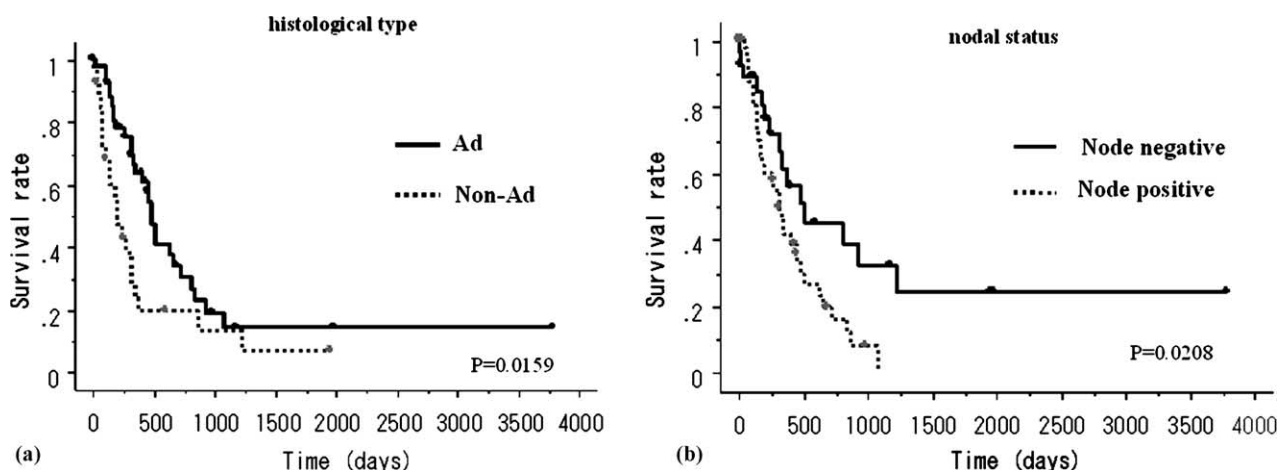 histological type
Survival rate
1
.8
.6
.4
.2
0
Ad
Non-Ad
P=0.0159
0 500 1000 1500 2000 2500 3000 3500 4000
Time (days)
(a)
nodal status
Survival rate
1
.8
.6
.4
.2
0
Node negative
Node positive
P=0.0208
0 500 1000 1500 2000 2500 3000 3500 4000
Time (days)
(b)